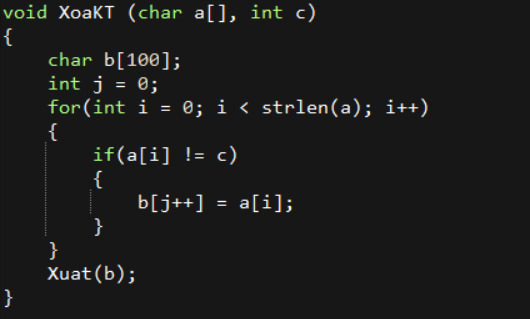 void XoaKT (char a[], int c)
{
    char b[100];
    int j = 0;
    for(int i = 0; i < strlen(a); i++)
    {
        if(a[i] != c)
        {
            b[j++] = a[i];
        }
    }
    Xuat(b);
}